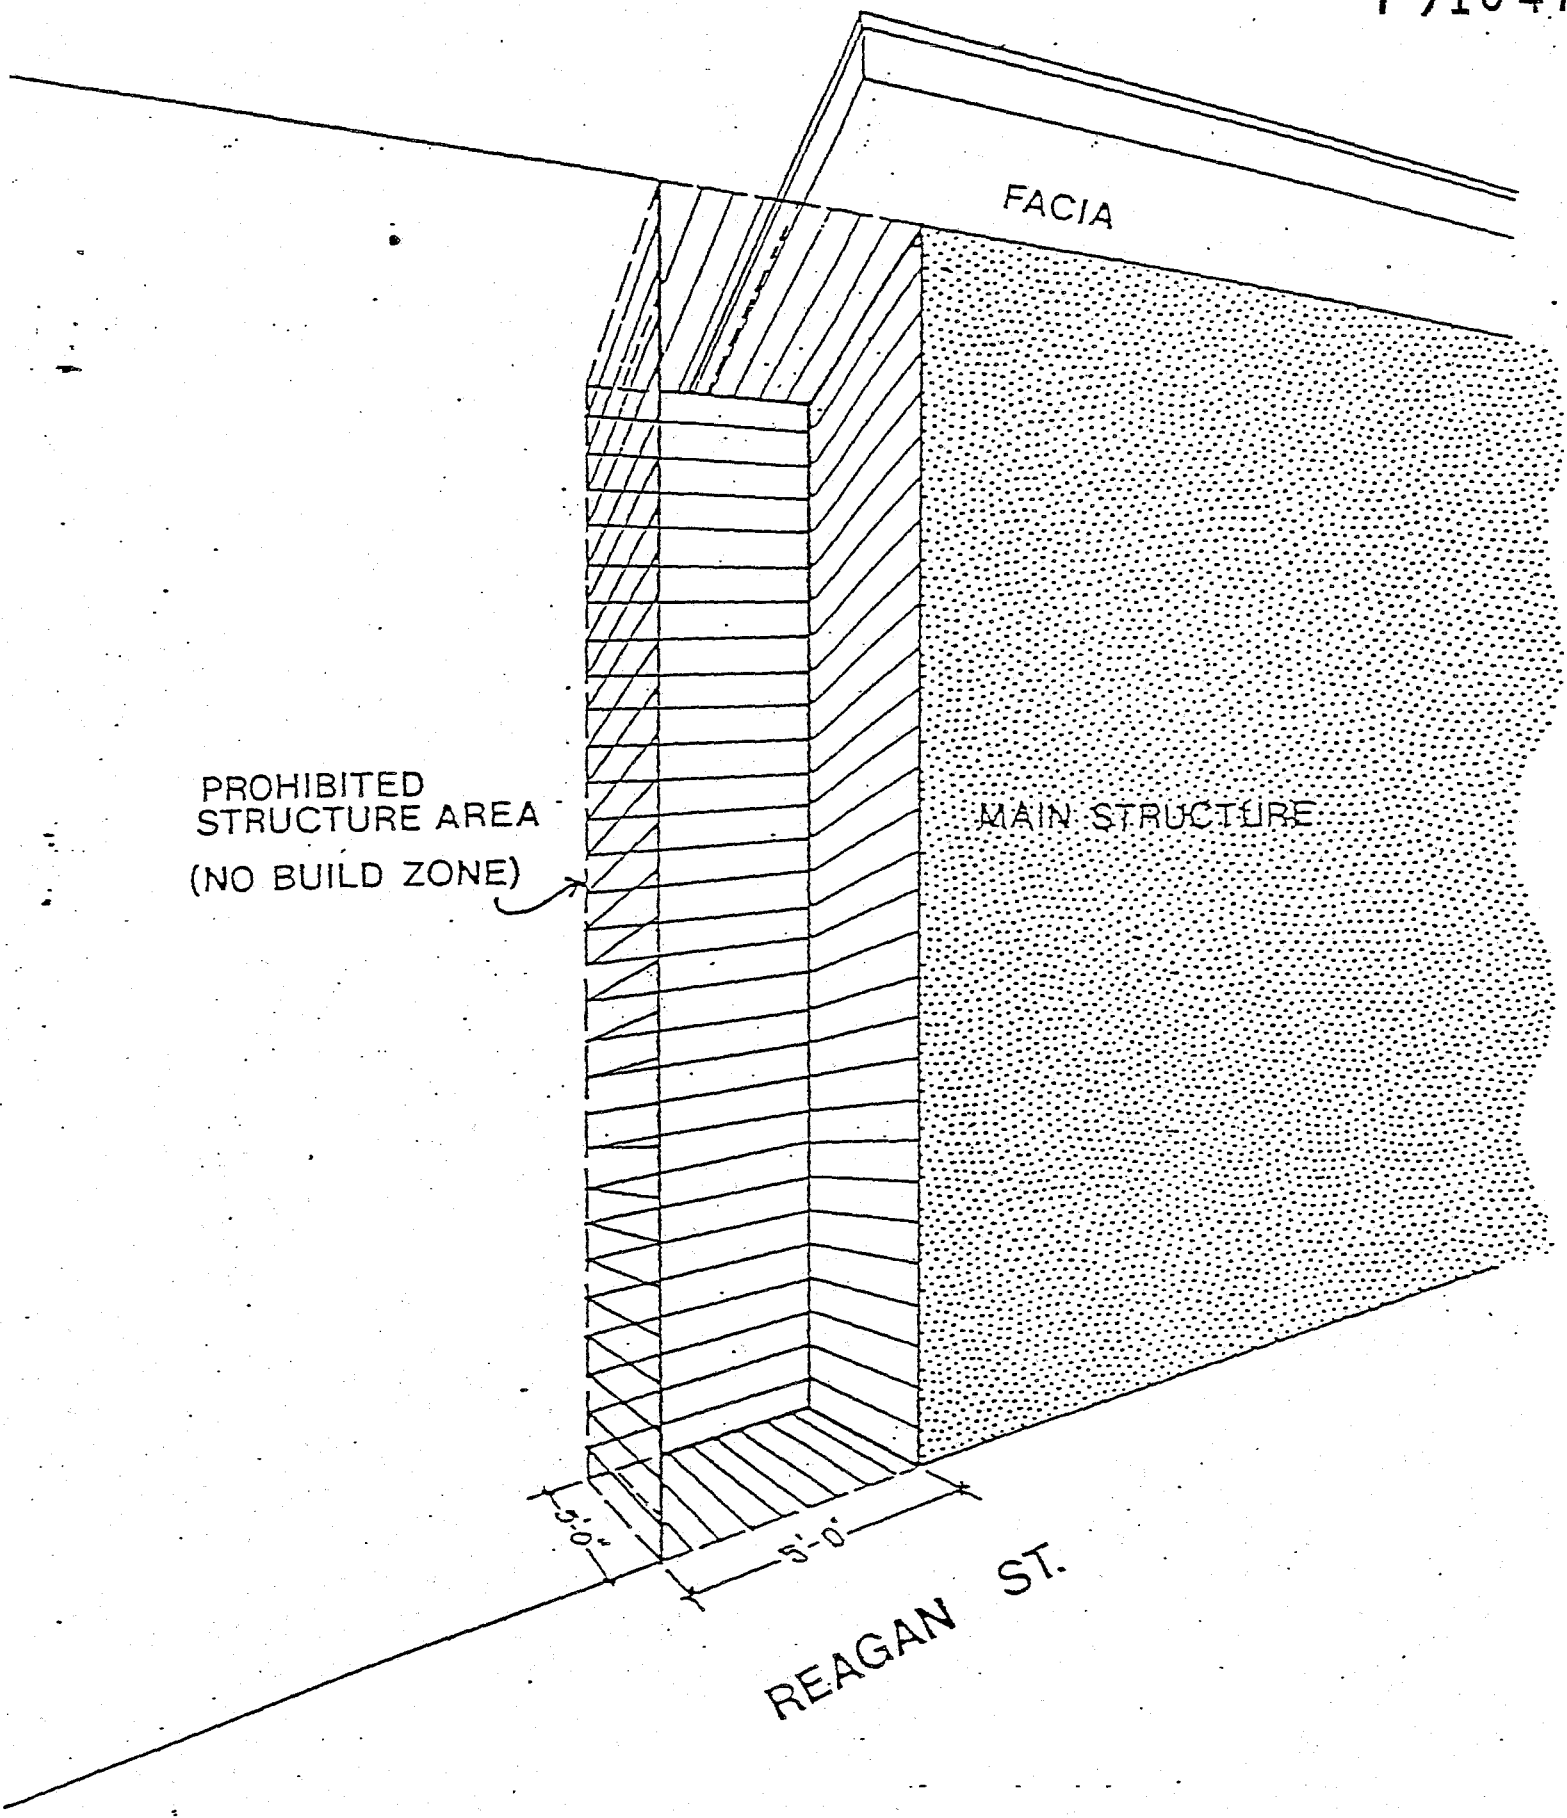 FACIA
PROHIBITED
STRUCTURE AREA
(NO BUILD ZONE)
MAIN STRUCTURE
5'-0"
5'-0"
REAGAN ST.